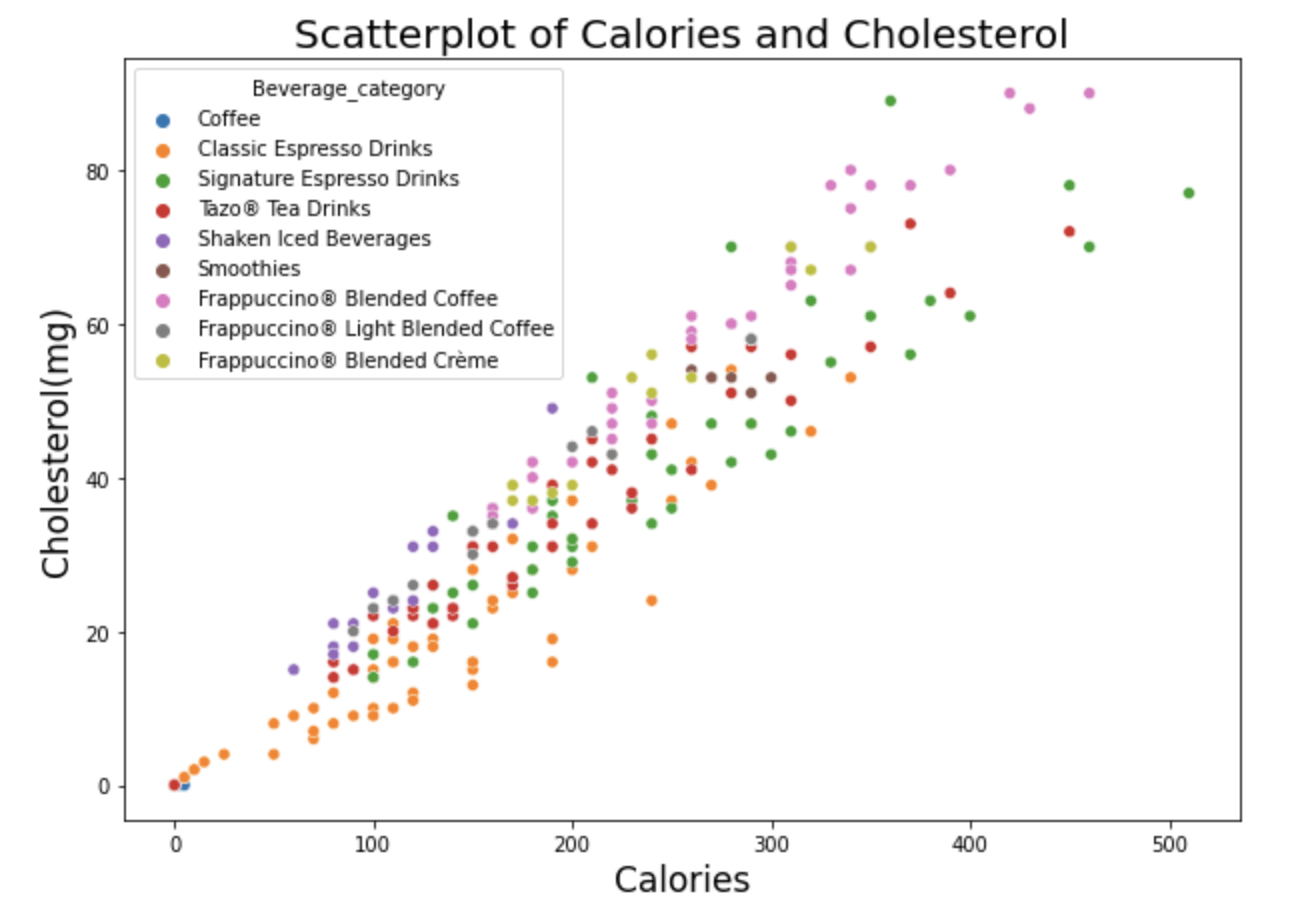 Scatterplot of Calories and Cholesterol
Beverage_category
Coffee
Classic Espresso Drinks
Signature Espresso Drinks
Tazo® Tea Drinks
Shaken Iced Beverages
Smoothies
Frappuccino® Blended Coffee
Frappuccino® Light Blended Coffee
Frappuccino® Blended Crème
Cholesterol(mg)
80
60
40
20
0
0 100 200 300 400 500
Calories